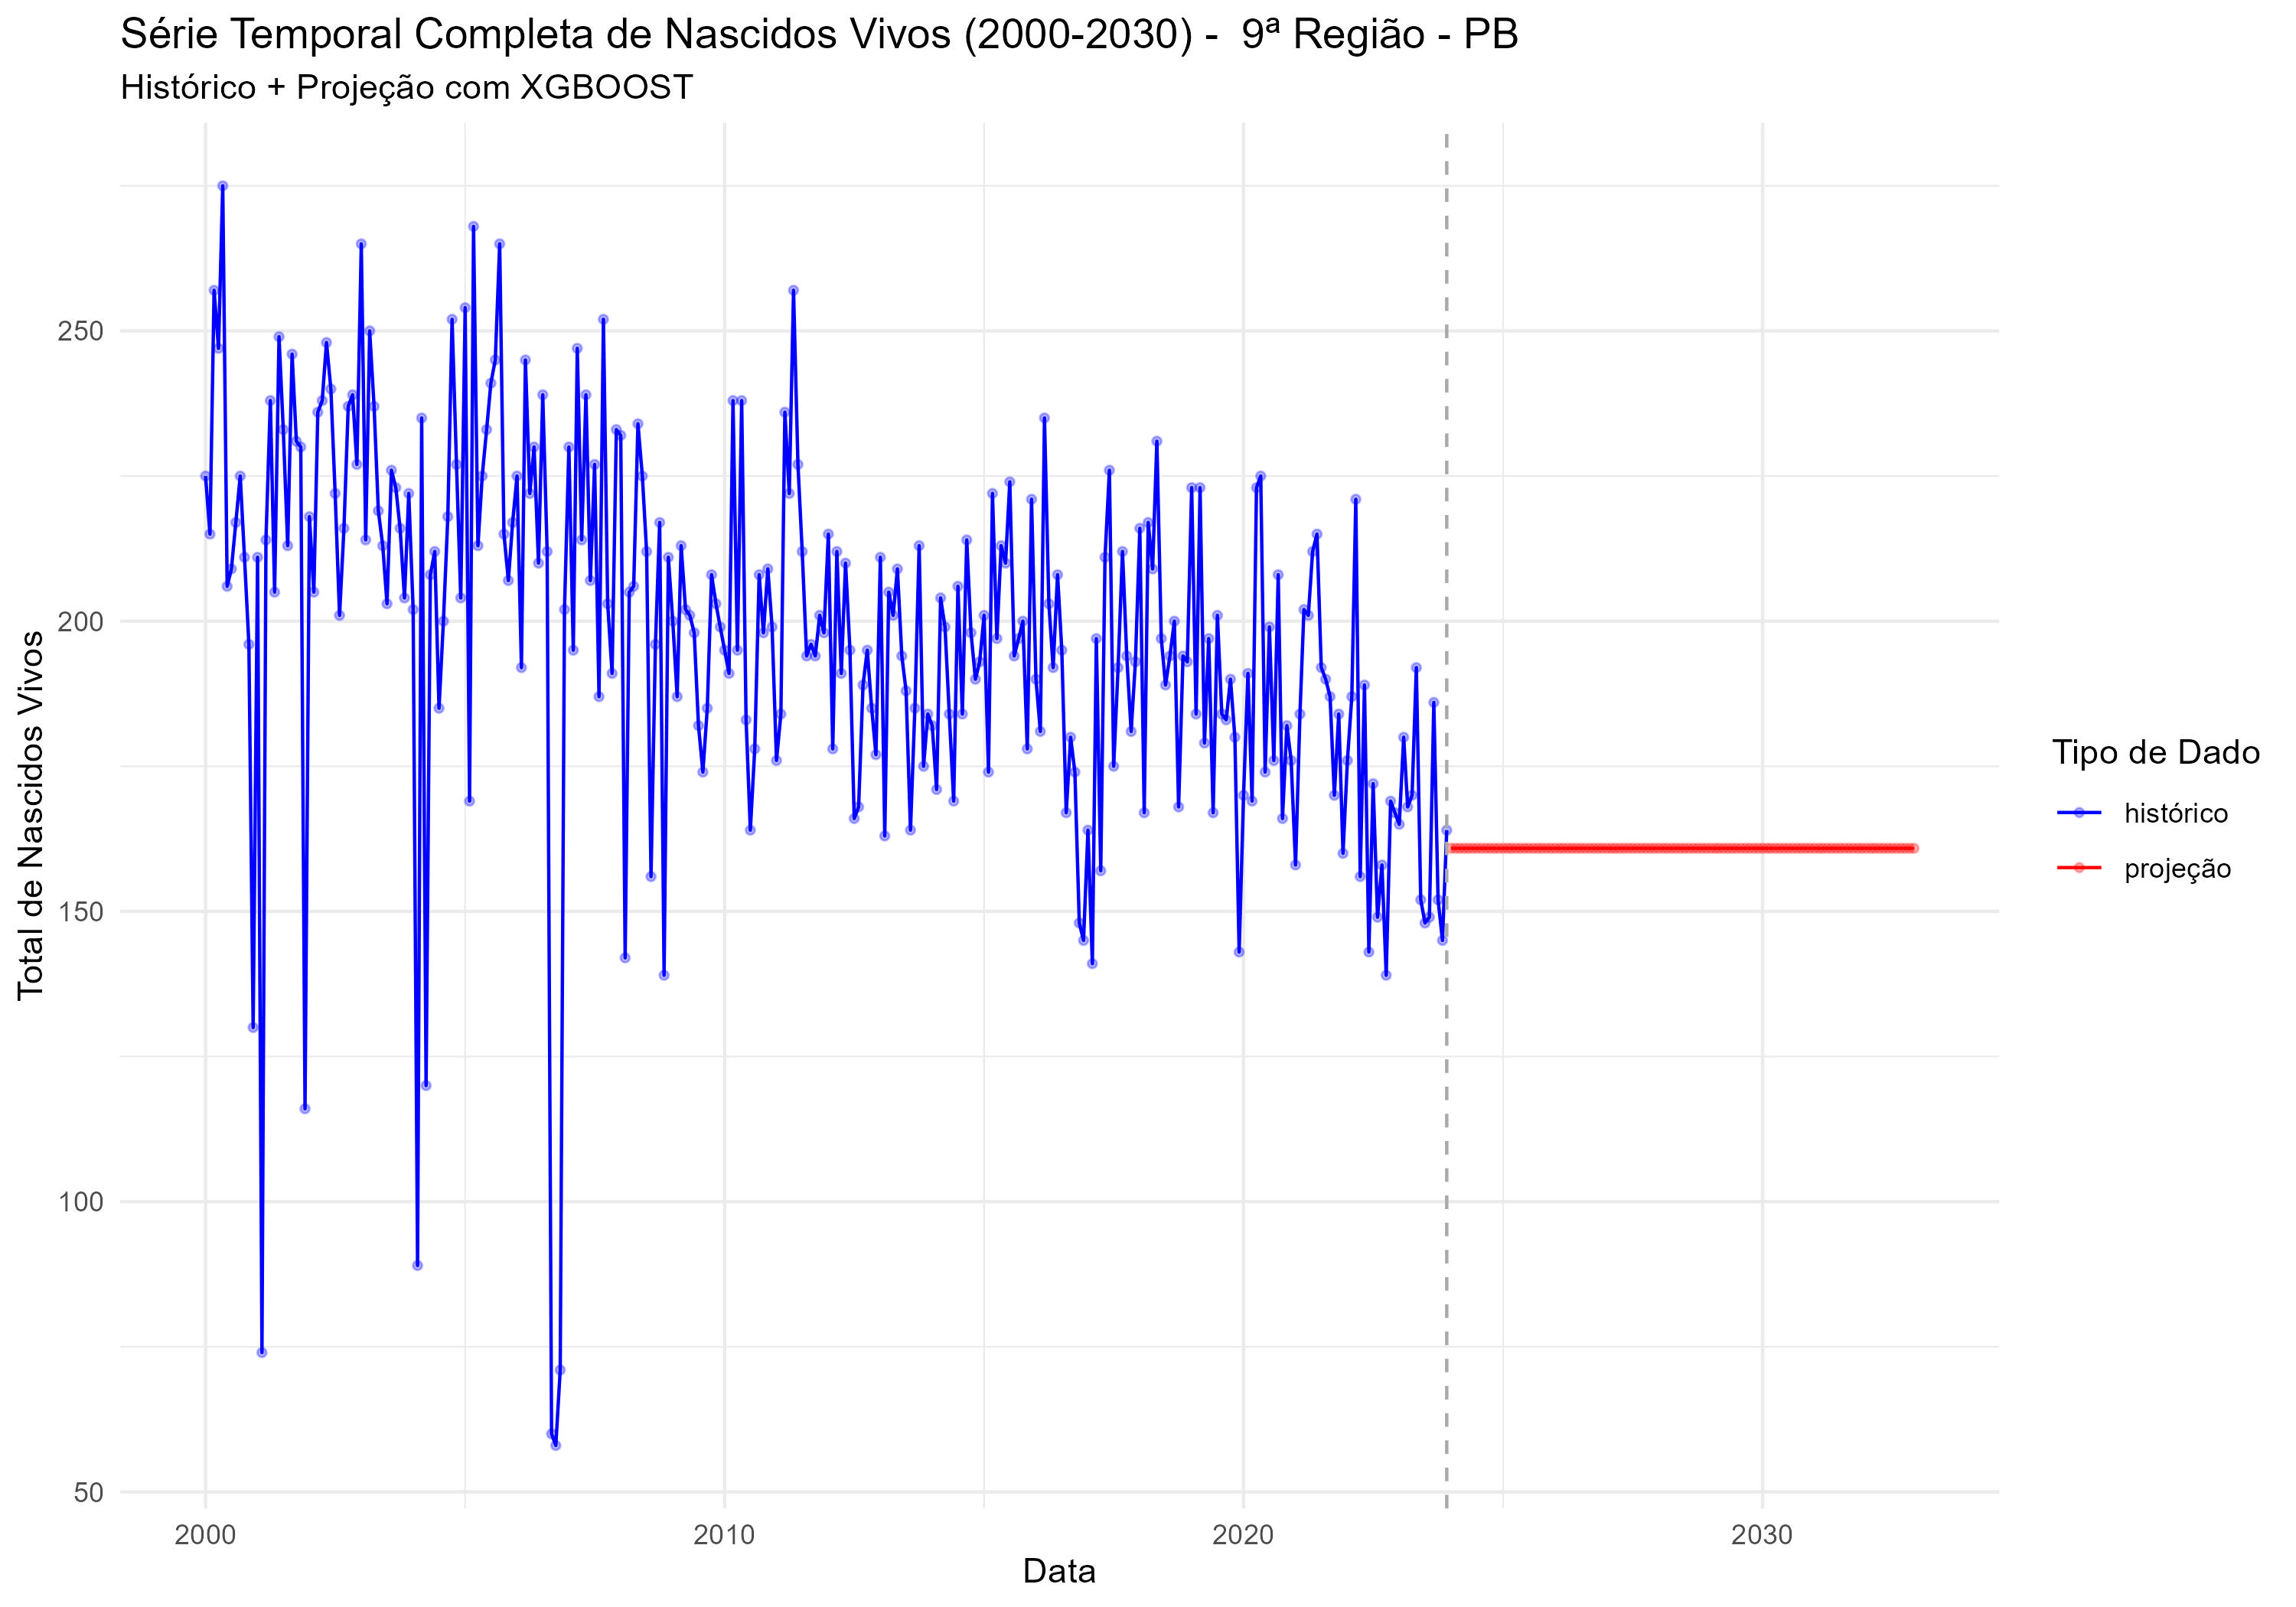 Série Temporal Completa de Nascidos Vivos (2000-2030) -  9ª Região - PB
Histórico + Projeção com XGBOOST
Total de Nascidos Vivos
250
200
150
100
50
2000
2010
2020
2030
Data
Tipo de Dado
histórico
projeção